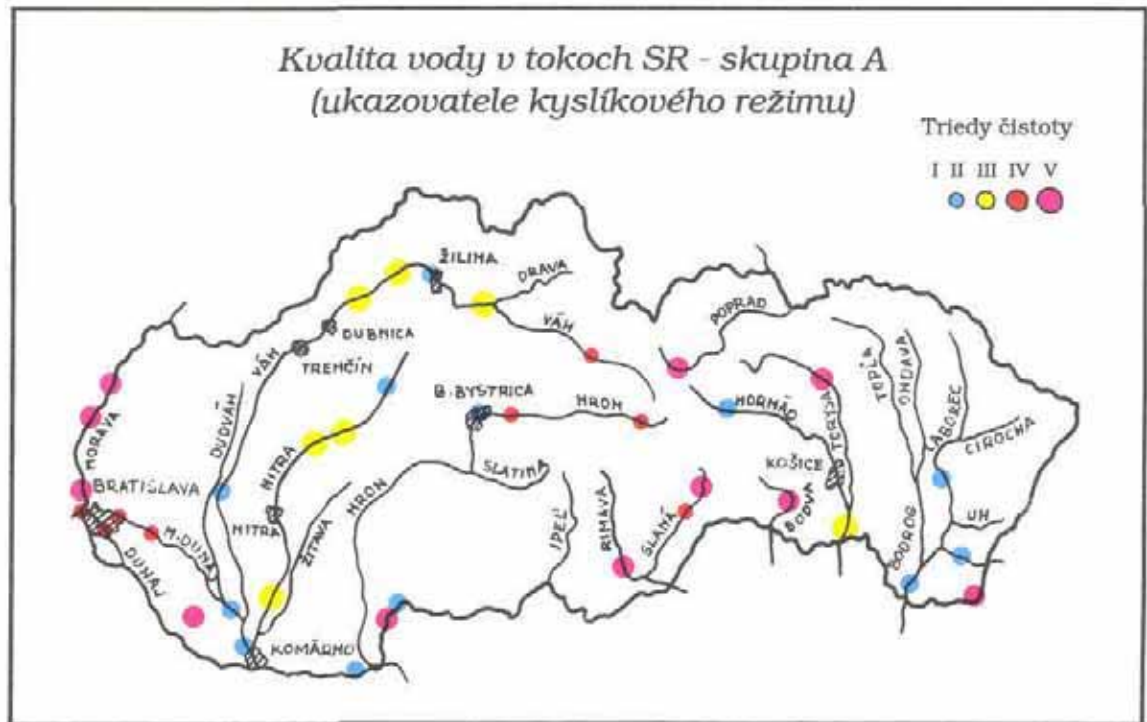 Kvalita vody v tokoch SR - skupina A
(ukazovatele kyslíkového režimu)
Triedy čistoty
I II III IV V
ŽILINA
ORAVA
POPRAD
VÁH
DUBNICA
VÁH
TRENČÍN
B. BYSTRICA
HRON
HORNÁD
TORYSA
TEPĽA
ONDAVA
LABOREC
CIROCHA
MORAVA
DUDVÁH
NITRA
HRON
SLATINA
KOŠICE
BRATISLAVA
M. DUNAJ
NITRA
ŽITAVA
IPEĽ
RIMAVA
SLANÁ
BODVA
BODROG
UH
DUNAJ
KOMÁRNO